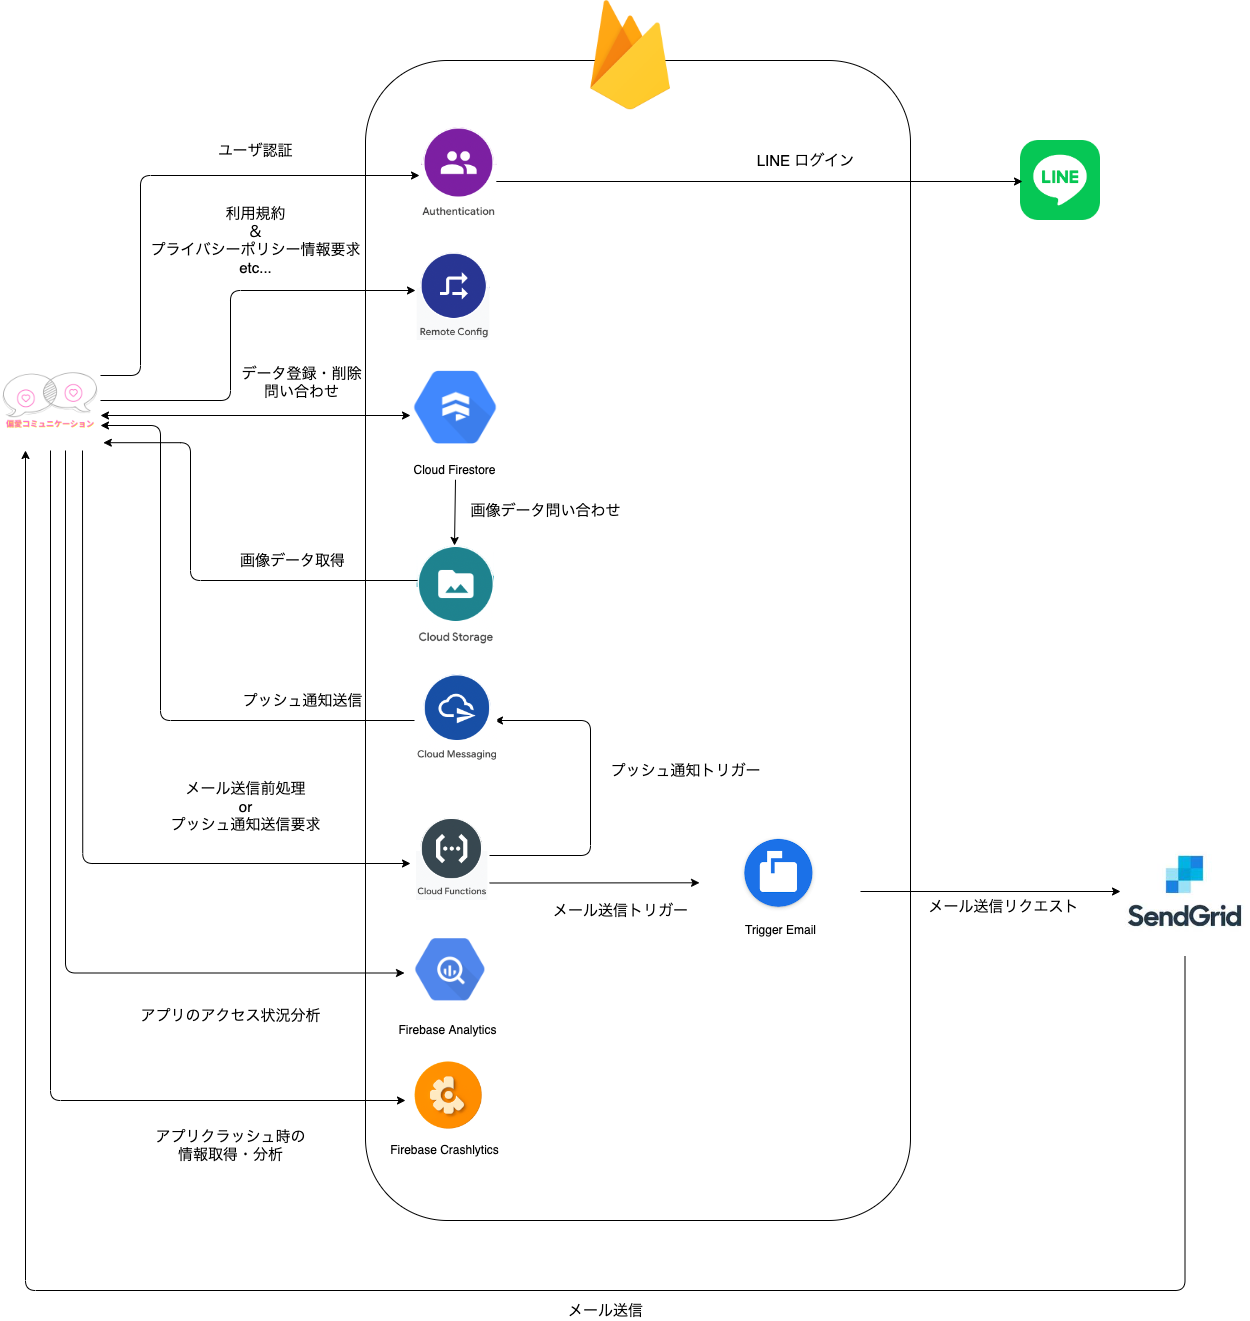 ユーザ認証
LINE ログイン
LINE
Authentication
利用規約
&
プライバシーポリシー情報要求
etc...
Remote Config
データ登録・削除
問い合わせ
偏愛コミュニケーション
Cloud Firestore
画像データ問い合わせ
画像データ取得
Cloud Storage
プッシュ通知送信
Cloud Messaging
プッシュ通知トリガー
メール送信前処理
or
プッシュ通知送信要求
Cloud Functions
メール送信トリガー
Trigger Email
メール送信リクエスト
SendGrid
アプリのアクセス状況分析
Firebase Analytics
アプリクラッシュ時の
情報取得・分析
Firebase Crashlytics
メール送信